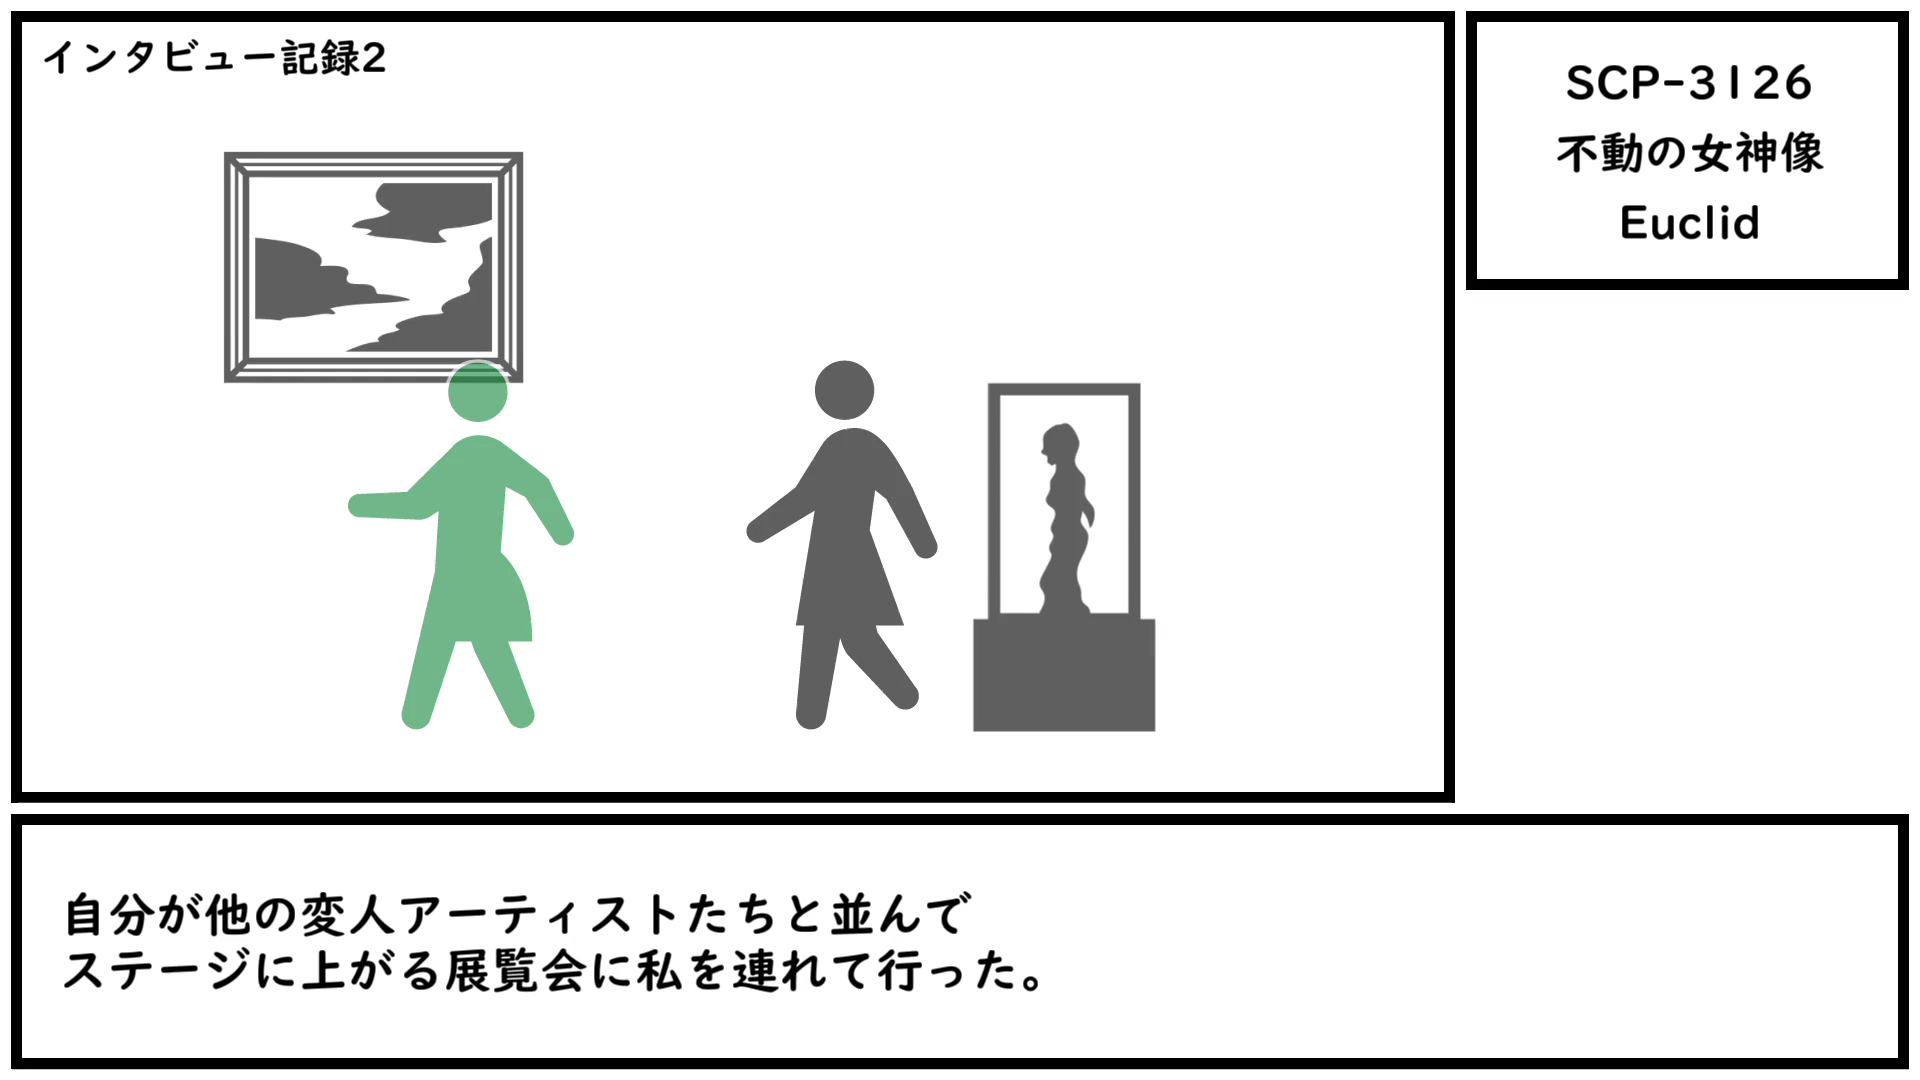 インタビュー記録2
SCP-3126
不動の女神像
Euclid
自分が他の変人アーティストたちと並んで
ステージに上がる展覧会に私を連れて行った。